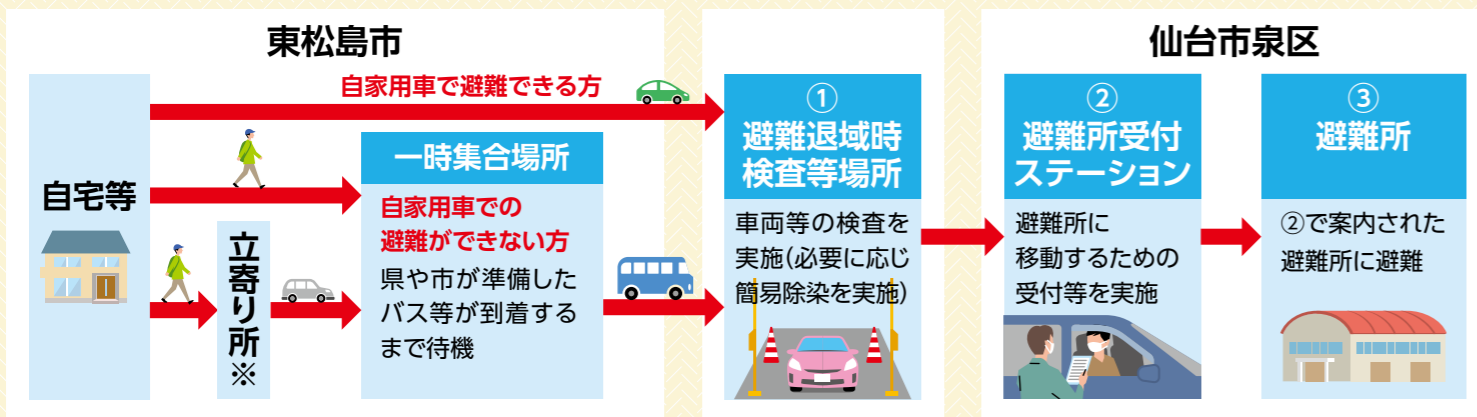 東松島市
自宅等
自家用車で避難できる方
立寄り所※
一時集合場所
自家用車での
避難ができない方
県や市が準備した
バス等が到着する
まで待機
①
避難退域時
検査等場所
車両等の検査を
実施(必要に応じ
簡易除染を実施)
仙台市泉区
②
避難所受付
ステーション
避難所に
移動するための
受付等を実施
③
避難所
②で案内された
避難所に避難